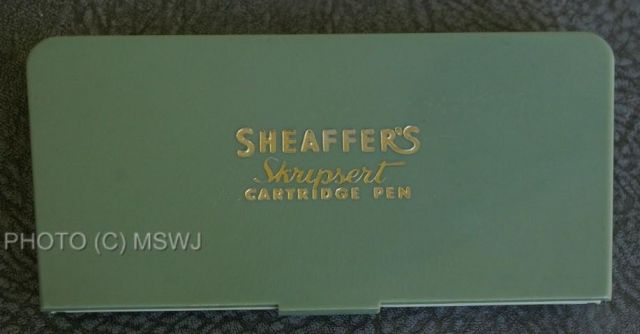 SHEAFFER'S
Skripsert
CARTRIDGE PEN
PHOTO (C) MSWJ